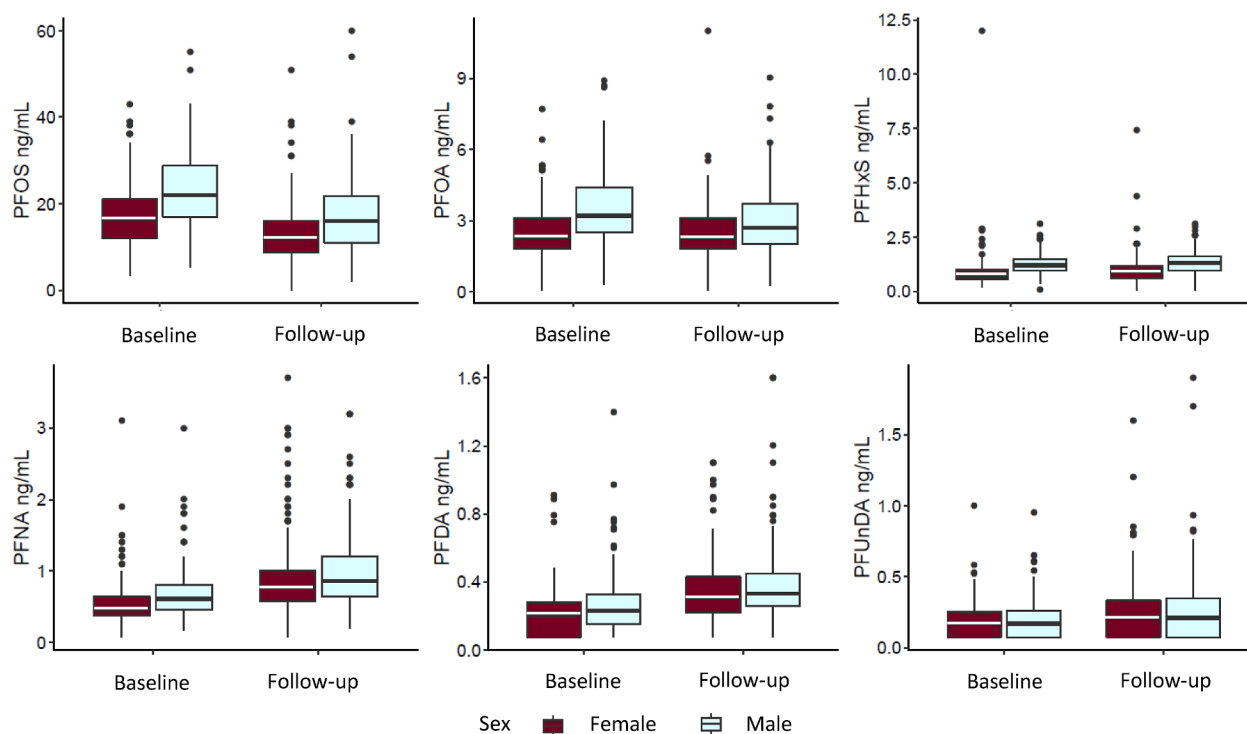 PFOS ng/mL
60
40
20
0
Baseline Follow-up
PFOA ng/mL
9
6
3
0
Baseline Follow-up
PFHxS ng/mL
12.5
10.0
7.5
5.0
2.5
0.0
Baseline Follow-up
PFNA ng/mL
3
2
1
0
Baseline Follow-up
PFDA ng/mL
1.6
1.2
0.8
0.4
0.0
Baseline Follow-up
PFUnDA ng/mL
1.5
1.0
0.5
0.0
Baseline Follow-up
Sex Female Male